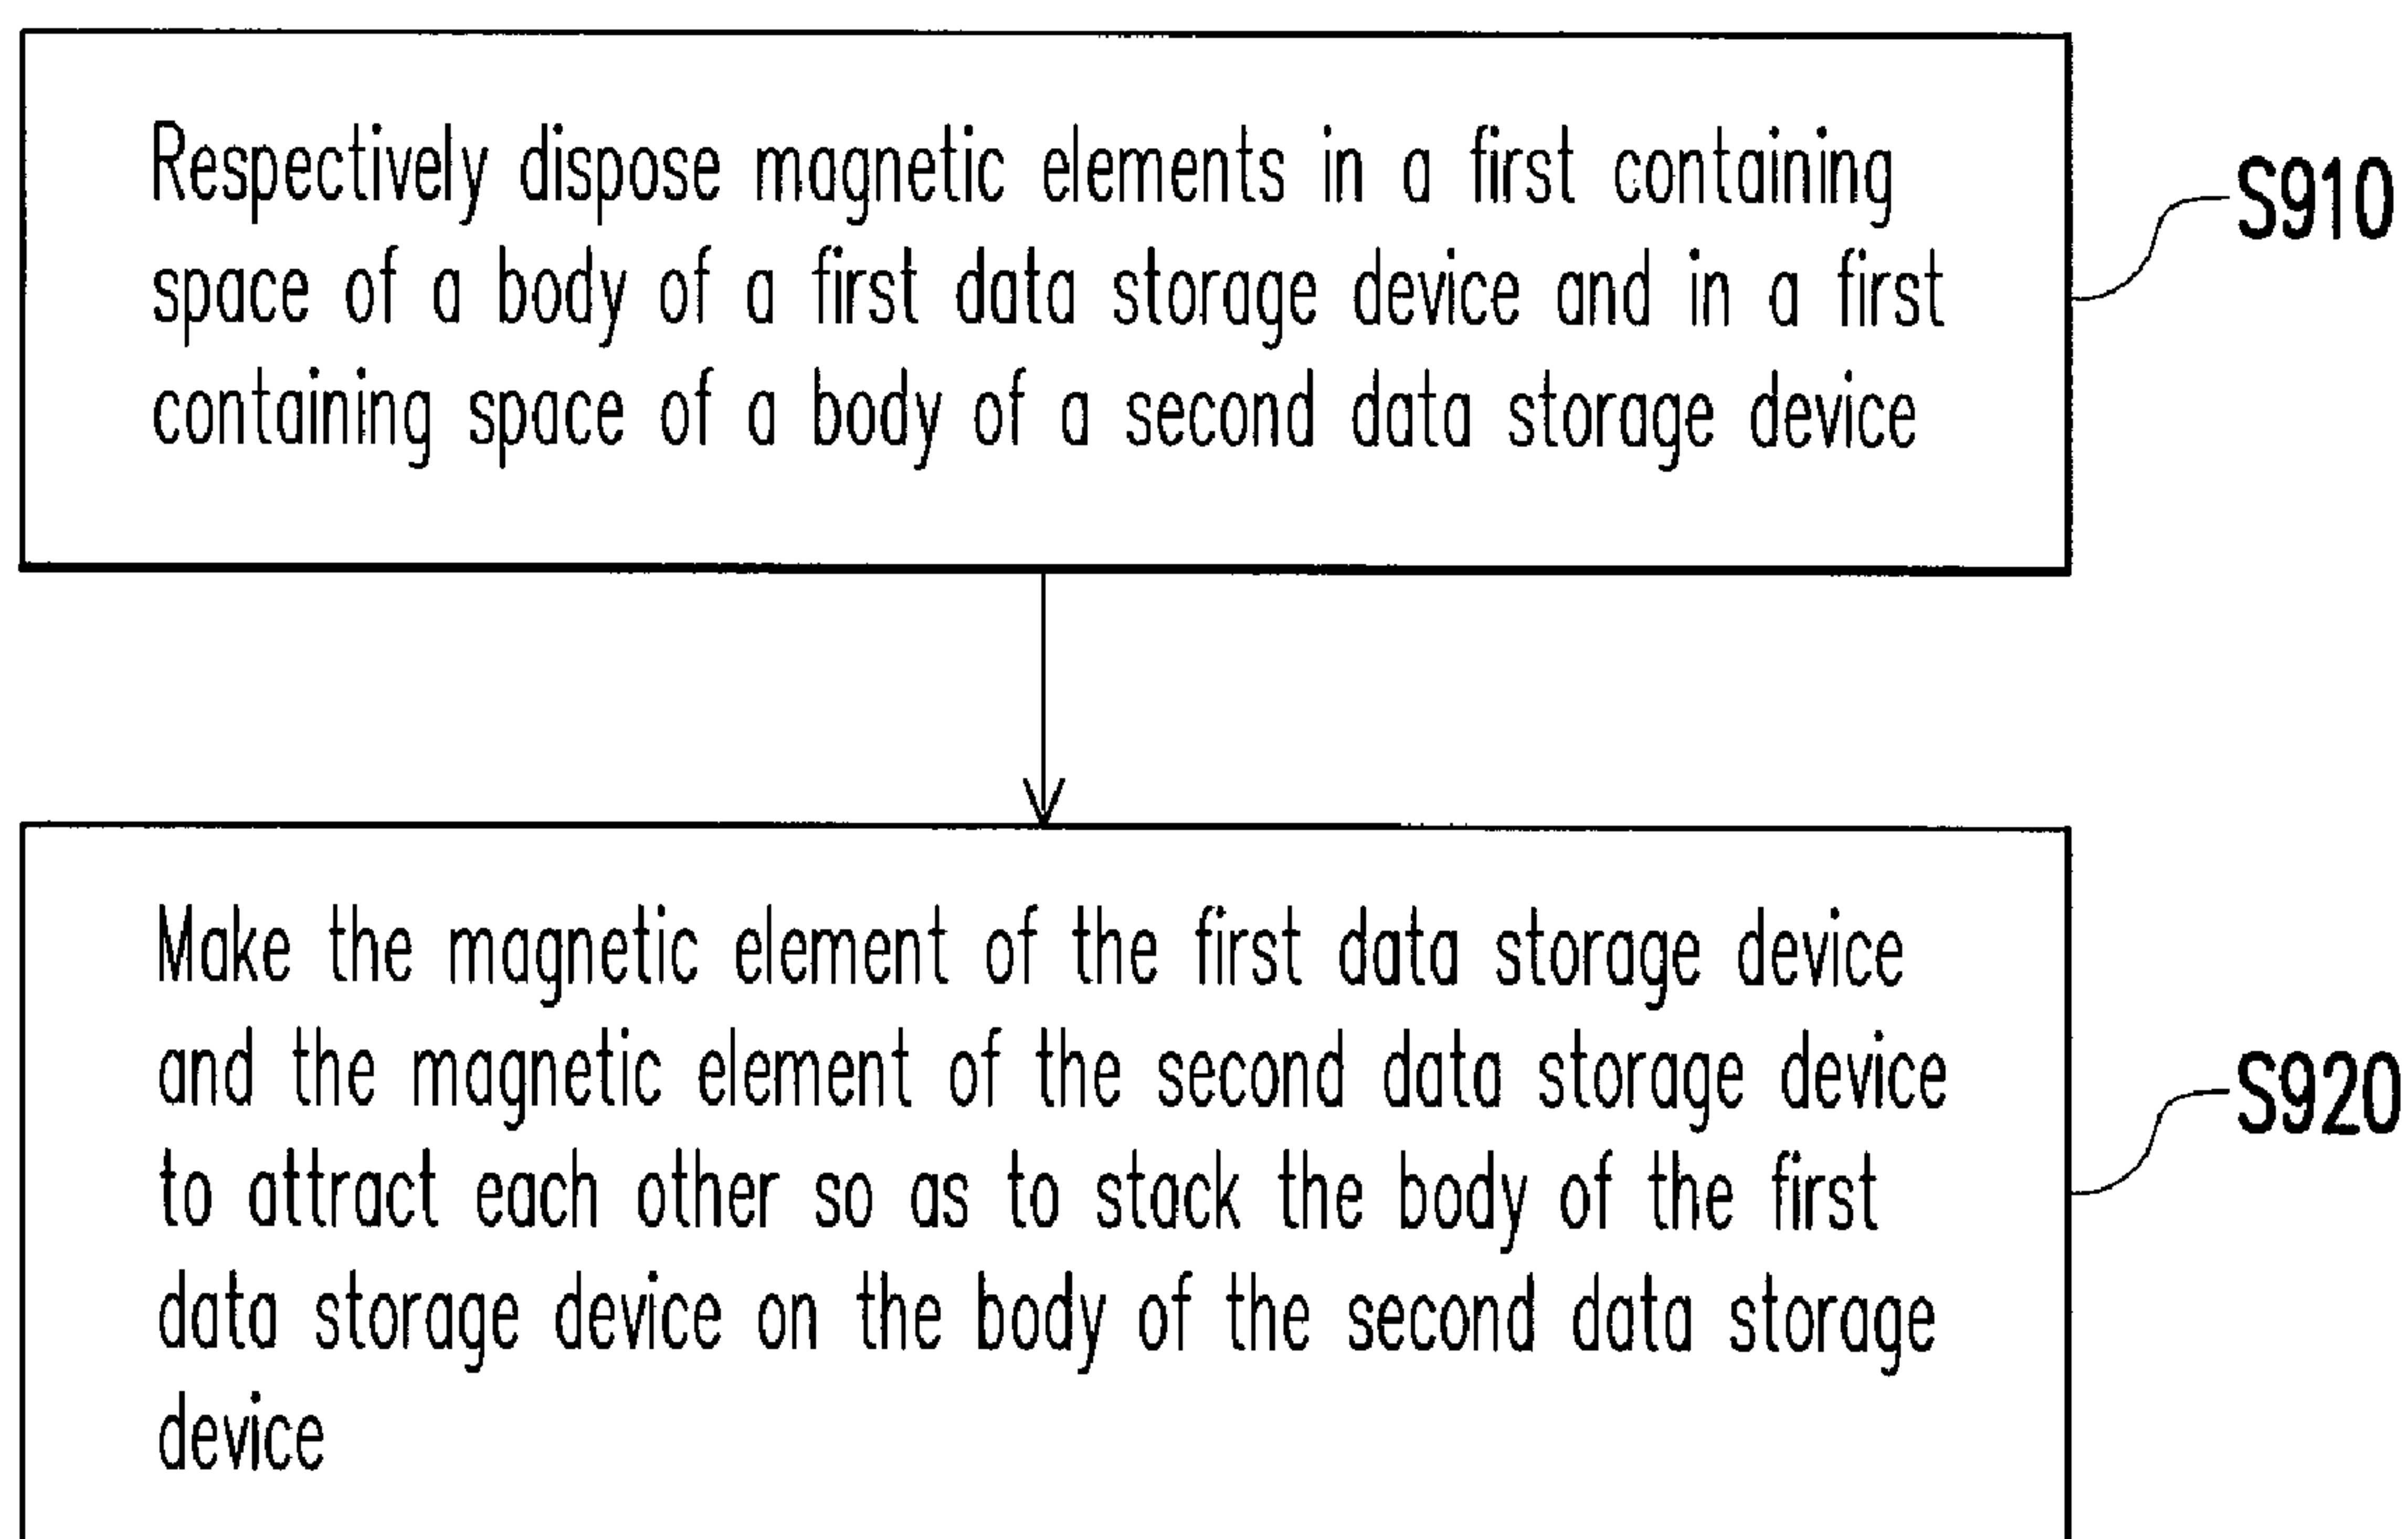 Respectively dispose magnetic elements in a first containing
space of a body of a first data storage device and in a first
containing space of a body of a second data storage device
S910
Make the magnetic element of the first data storage device
and the magnetic element of the second data storage device
to attract each other so as to stack the body of the first
data storage device on the body of the second data storage
device
S920